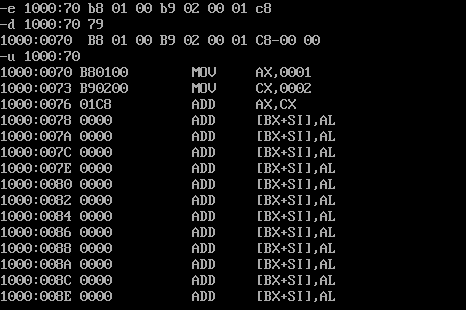 -e 1000:70 b8 01 00 b9 02 00 01 c8
-d 1000:70 79
1000:0070  B8 01 00 B9 02 00 01 C8-00 00
-u 1000:70
1000:0070 B80100        MOV     AX,0001
1000:0073 B90200        MOV     CX,0002
1000:0076 01C8          ADD     AX,CX
1000:0078 0000          ADD     [BX+SI],AL
1000:007A 0000          ADD     [BX+SI],AL
1000:007C 0000          ADD     [BX+SI],AL
1000:007E 0000          ADD     [BX+SI],AL
1000:0080 0000          ADD     [BX+SI],AL
1000:0082 0000          ADD     [BX+SI],AL
1000:0084 0000          ADD     [BX+SI],AL
1000:0086 0000          ADD     [BX+SI],AL
1000:0088 0000          ADD     [BX+SI],AL
1000:008A 0000          ADD     [BX+SI],AL
1000:008C 0000          ADD     [BX+SI],AL
1000:008E 0000          ADD     [BX+SI],AL